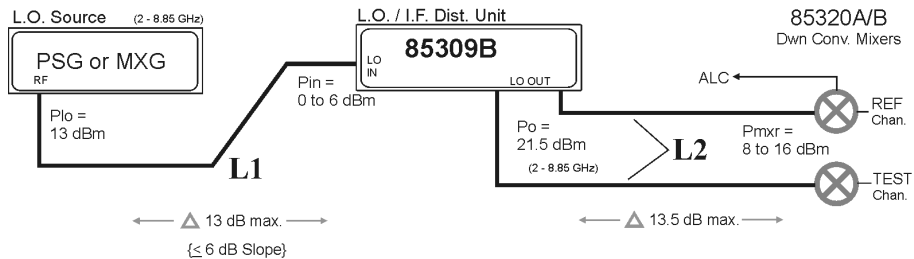 L.O. Source (2 - 8.85 GHz)
PSG or MXG
RF
Plo =
13 dBm
L1
Pin =
0 to 6 dBm
L.O. / I.F. Dist. Unit
85309B
LO
IN
LO OUT
Po =
21.5 dBm
(2 - 8.85 GHz)
L2
Pmxr =
8 to 16 dBm
85320A/B
Dwn Conv. Mixers
ALC
REF
Chan.
TEST
Chan.
△ 13 dB max.
{≤ 6 dB Slope}
△ 13.5 dB max.